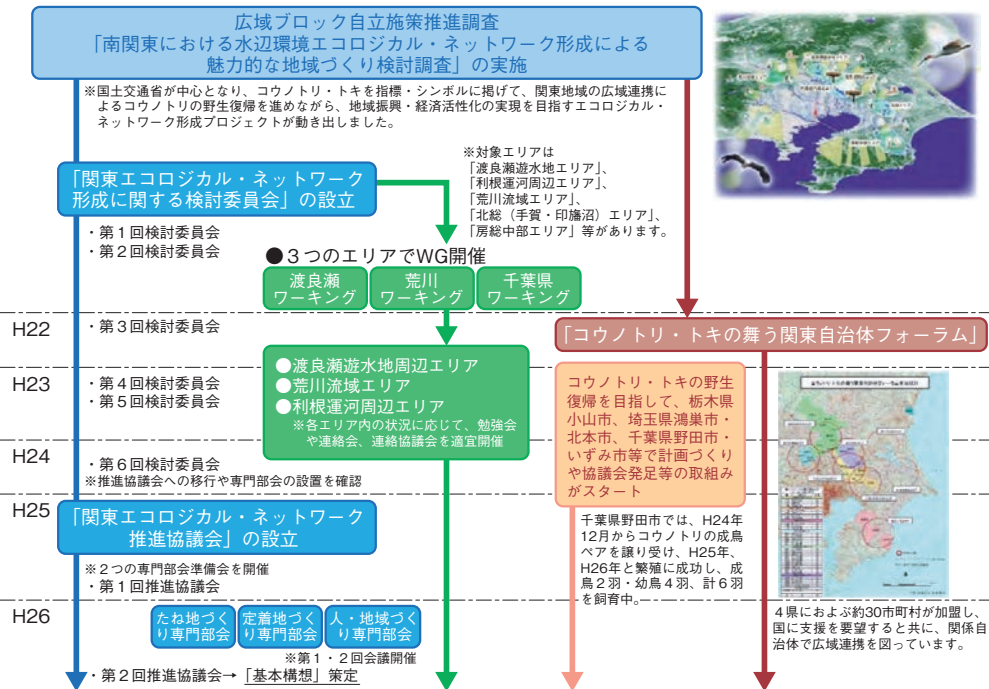 広域ブロック自立施策推進調査
「南関東における水辺環境エコロジカル・ネットワーク形成による
魅力的な地域づくり検討調査」の実施
※国土交通省が中心となり、コウノトリ・トキを指標・シンボルに掲げて、関東地域の広域連携に
よるコウノトリの野生復帰を進めながら、地域振興・経済活性化の実現を目指すエコロジカル・
ネットワーク形成プロジェクトが動き出しました。
「関東エコロジカル・ネットワーク
形成に関する検討委員会」の設立
・第1回検討委員会
・第2回検討委員会
※対象エリアは
「渡良瀬遊水地エリア」、
「利根運河周辺エリア」、
「荒川流域エリア」、
「北総（手賀・印旛沼）エリア」、
「房総中部エリア」等があります。
●3つのエリアでWG開催
渡良瀬
ワーキング
荒川
ワーキング
千葉県
ワーキング
H22
・第3回検討委員会
「コウノトリ・トキの舞う関東自治体フォーラム」
●渡良瀬遊水地周辺エリア
●荒川流域エリア
●利根運河周辺エリア
※各エリア内の状況に応じて、勉強会
や連絡会、連絡協議会を適宜開催
H23
・第4回検討委員会
・第5回検討委員会
コウノトリ・トキの野生
復帰を目指して、栃木県
小山市、埼玉県鴻巣市・
北本市、千葉県野田市・
いずみ市等で計画づくり
や協議会発足等の取組み
がスタート
H24
・第6回検討委員会
※推進協議会への移行や専門部会の設置を確認
H25
「関東エコロジカル・ネットワーク
推進協議会」の設立
※2つの専門部会準備会を開催
・第1回推進協議会
千葉県野田市では、H24年
12月からコウノトリの成鳥
ペアを譲り受け、H25年、
H26年と繁殖に成功し、成
鳥2羽・幼鳥4羽、計6羽
を飼育中。
H26
たね地づく
り専門部会
定着地づく
り専門部会
人・地域づく
り専門部会
※第1・2回会議開催
・第2回推進協議会→「基本構想」策定
4県におよぶ約30市町村が加盟し、
国に支援を要望すると共に、関係自
治体で広域連携を図っています。